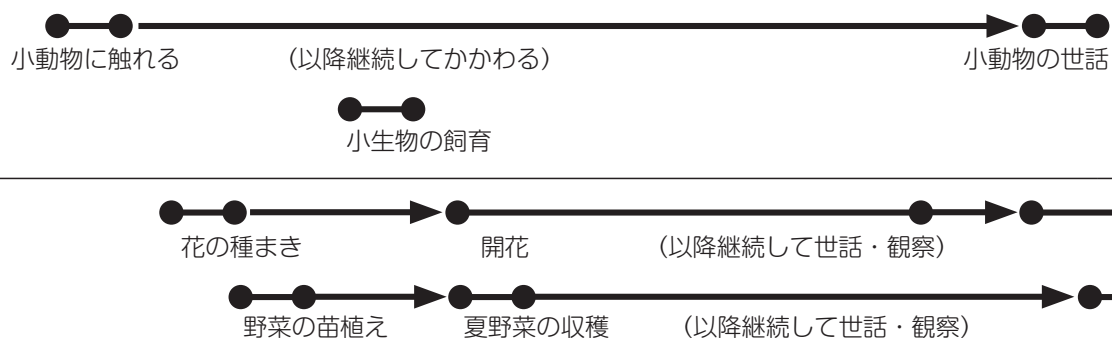 小動物に触れる (以降継続してかかわる) 小動物の世話
小生物の飼育
花の種まき 開花 (以降継続して世話・観察)
野菜の苗植え 夏野菜の収穫 (以降継続して世話・観察)